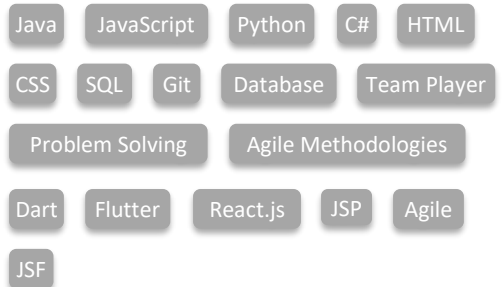 Java JavaScript Python C# HTML
CSS SQL Git Database Team Player
Problem Solving Agile Methodologies
Dart Flutter React.js JSP Agile
JSF